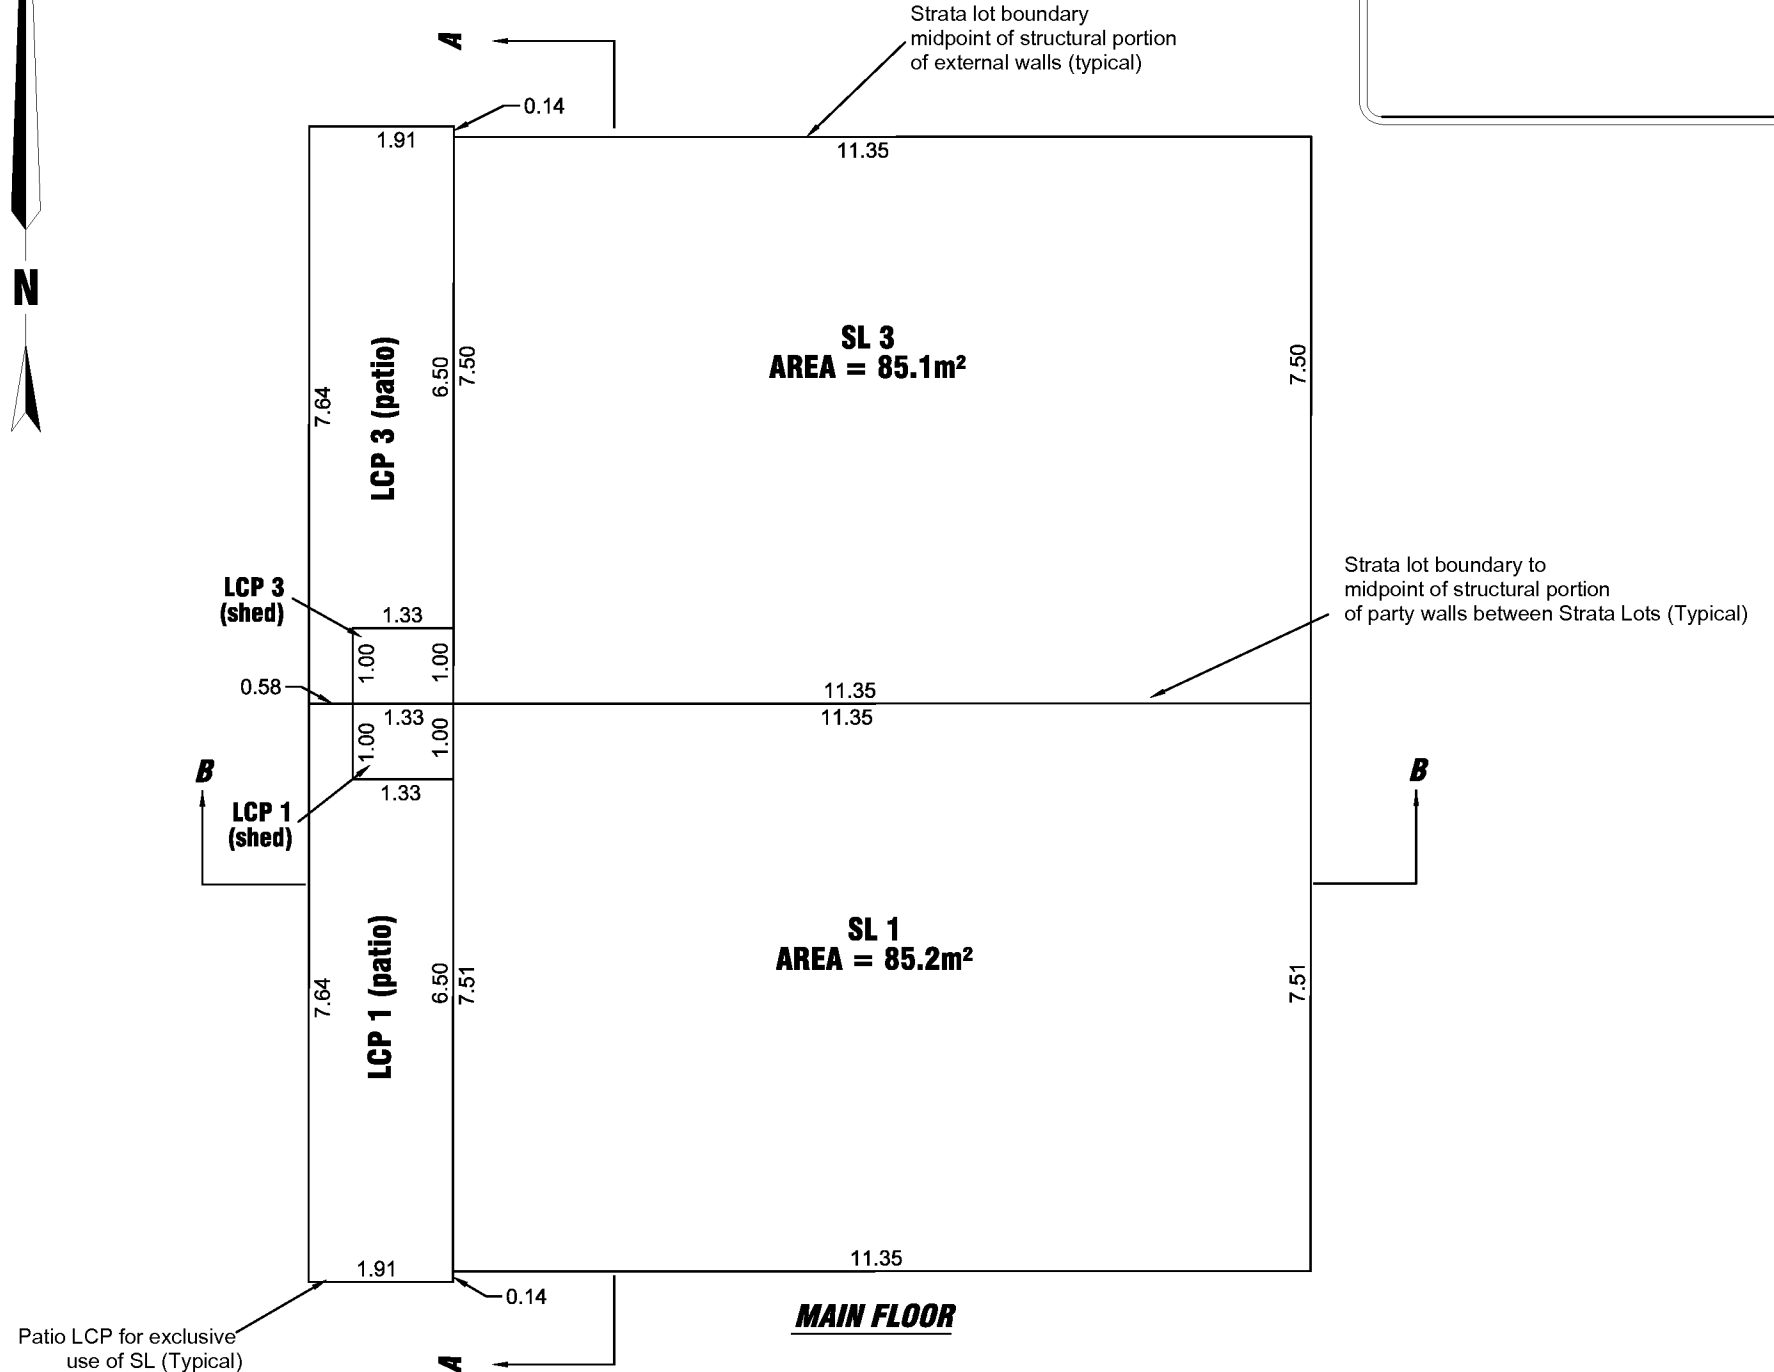 Strata lot boundary
midpoint of structural portion
of external walls (typical)
A
0.14
1.91
11.35
N
SL 3
AREA = 85.1m²
7.50
7.50
6.50
7.64
LCP 3 (patio)
Strata lot boundary to
midpoint of structural portion
of party walls between Strata Lots (Typical)
LCP 3
(shed)
1.33
1.00
1.00
0.58
11.35
1.33
11.35
1.00
1.00
B
B
1.33
LCP 1
(shed)
SL 1
AREA = 85.2m²
LCP 1 (patio)
7.64
6.50
7.51
7.51
1.91
11.35
0.14
MAIN FLOOR
Patio LCP for exclusive
use of SL (Typical)
A